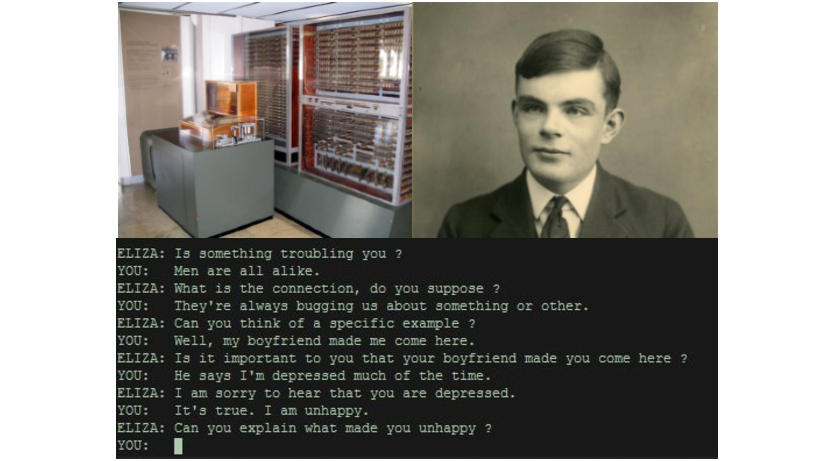 ELIZA: Is something troubling you ?
YOU: Men are all alike.
ELIZA: What is the connection, do you suppose ?
YOU: They're always bugging us about something or other.
ELIZA: Can you think of a specific example ?
YOU: Well, my boyfriend made me come here.
ELIZA: Is it important to you that your boyfriend made you come here ?
YOU: He says I'm depressed much of the time.
ELIZA: I am sorry to hear that you are depressed.
YOU: It's true. I am unhappy.
ELIZA: Can you explain what made you unhappy ?
YOU: